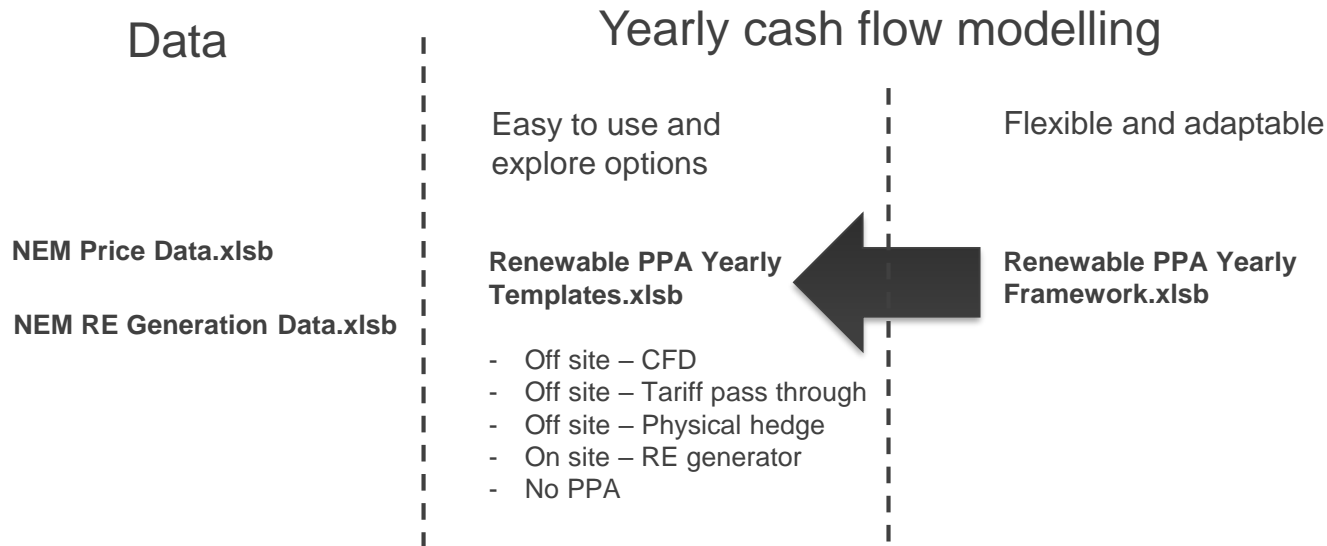 Data
Yearly cash flow modelling
Easy to use and
explore options
Flexible and adaptable
NEM Price Data.xlsb
NEM RE Generation Data.xlsb
Renewable PPA Yearly
Templates.xlsb
- Off site – CFD
- Off site – Tariff pass through
- Off site – Physical hedge
- On site – RE generator
- No PPA
Renewable PPA Yearly
Framework.xlsb